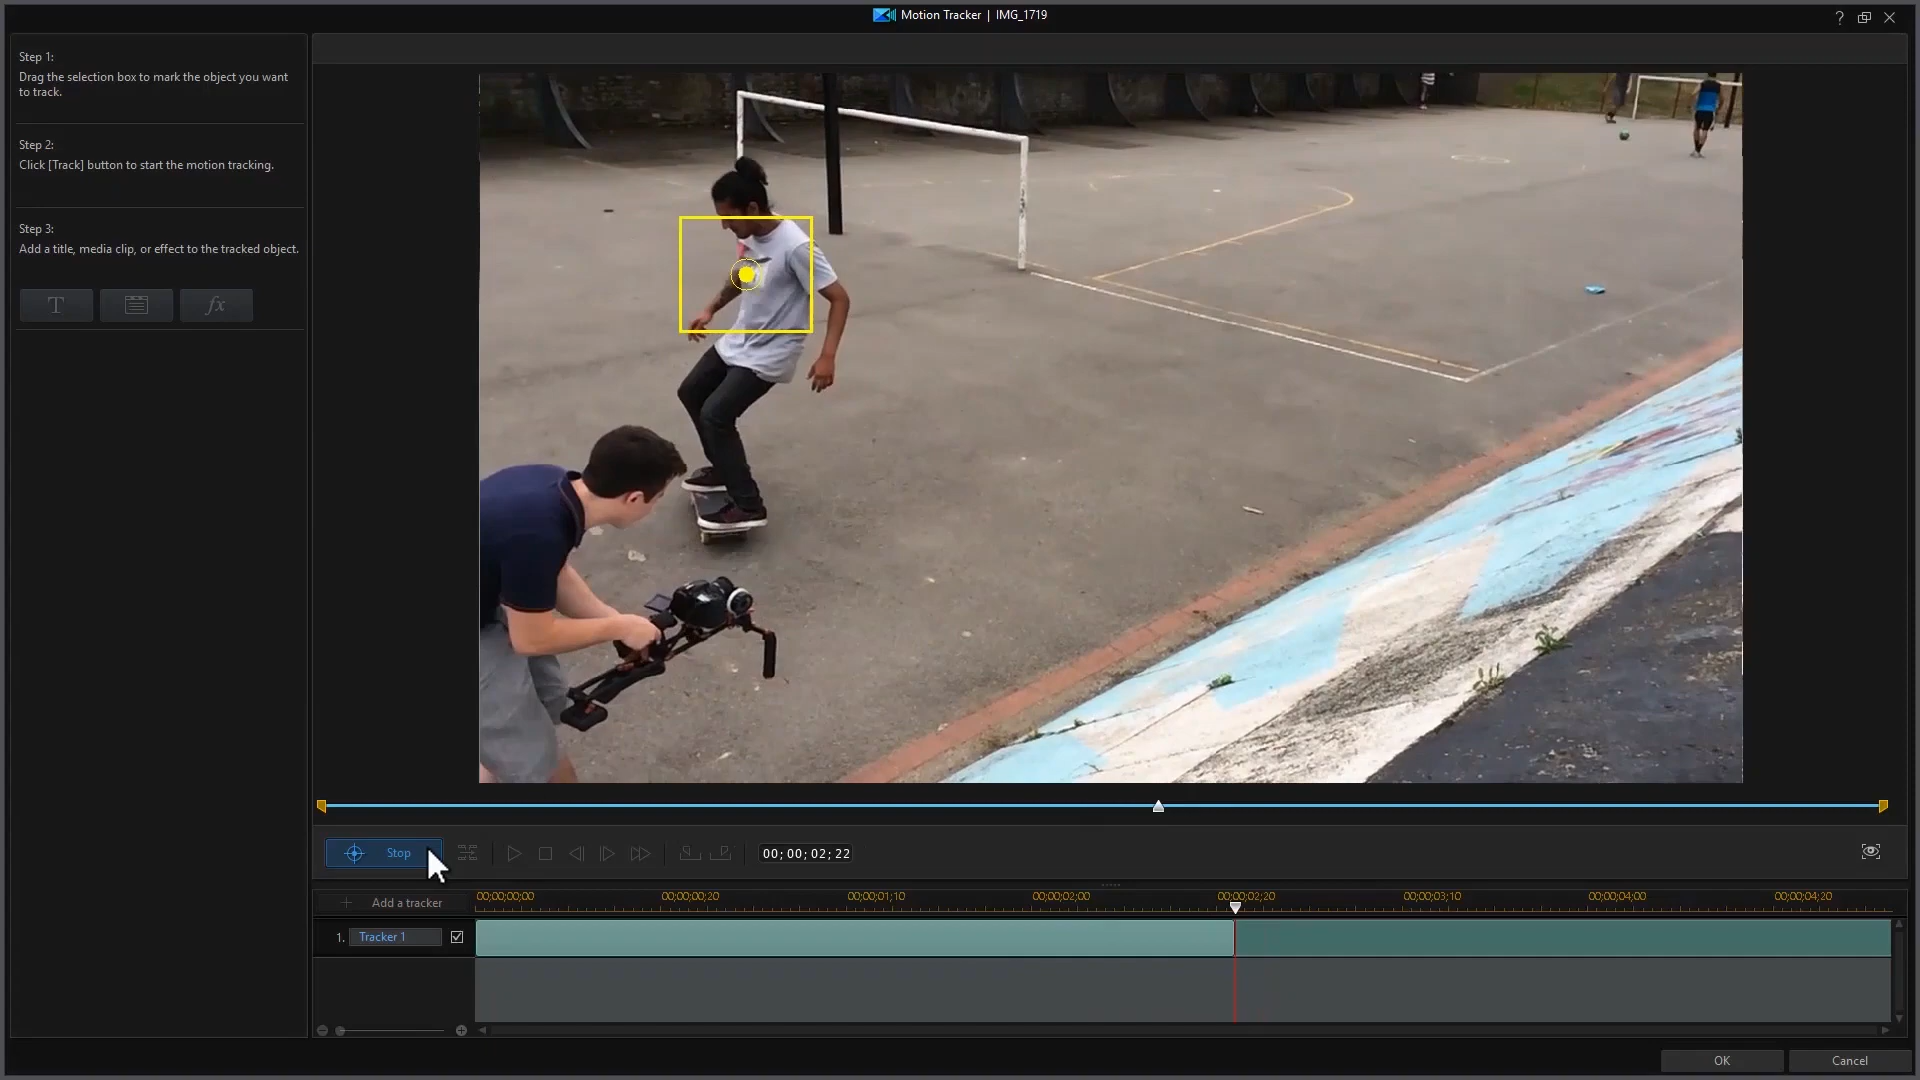 Motion Tracker | IMG_1719
?
Step 1:
Drag the selection box to mark the object you want
to track.
Step 2:
Click [Track] button to start the motion tracking.
Step 3:
Add a title, media clip, or effect to the tracked object.
T
fx
Stop
00; 00; 02; 22
Add a tracker
00;00;00;00
00;00;00;20
00;00;01;10
00;00;02;00
00;00;02;20
00;00;03;10
00;00;04;00
00;00;04;20
1. Tracker 1
OK
Cancel